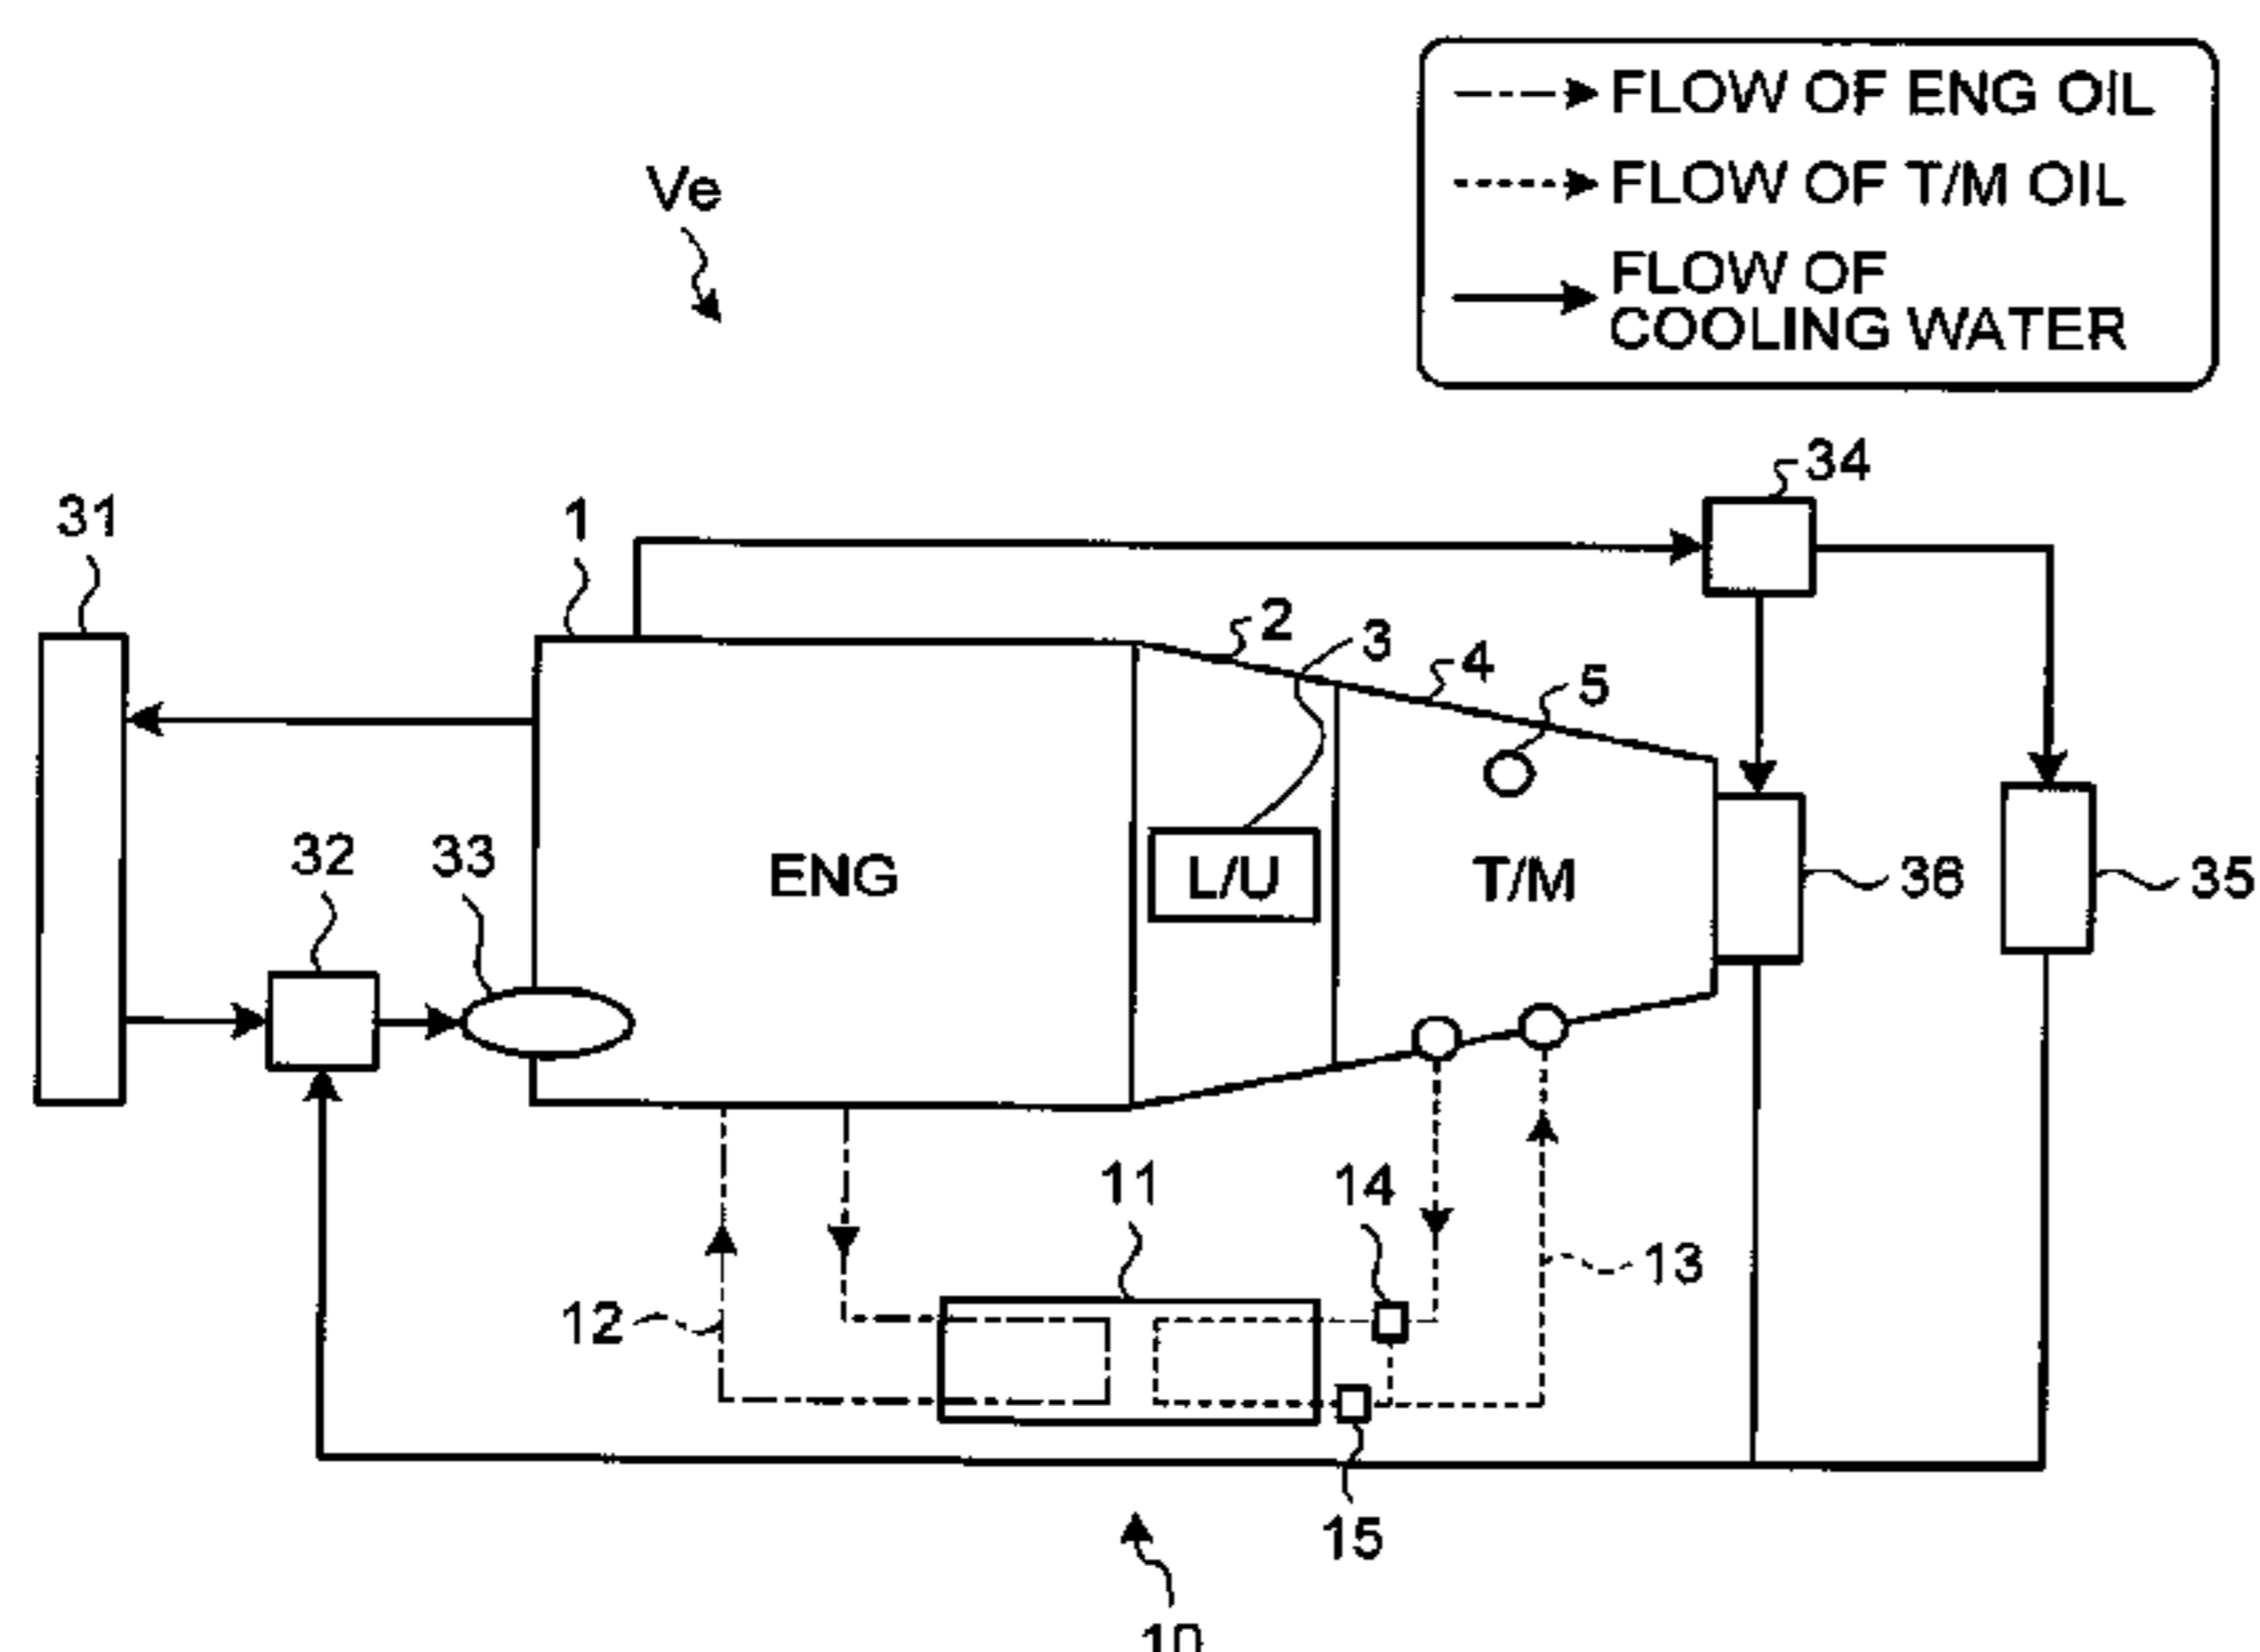 FLOW OF ENG OIL
Ve
FLOW OF T/M OIL
FLOW OF
COOLING WATER
34
31
1
2
3
4
5
32
33
ENG
L/U
T/M
36
35
11
14
12
13
15
10